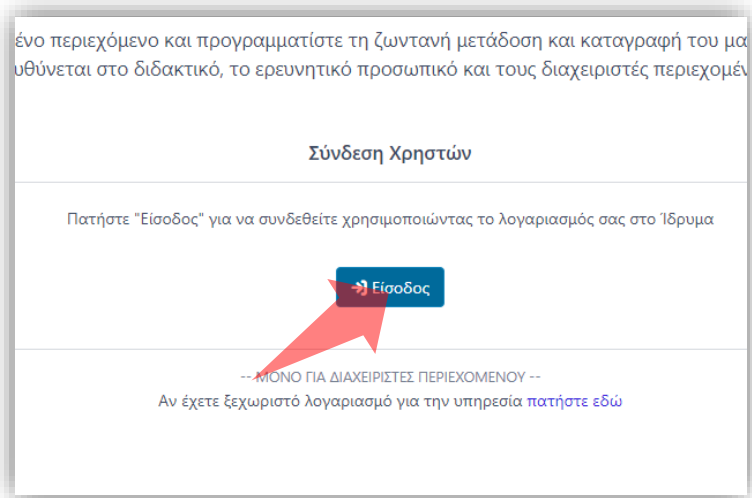 ένο περιεχόμενο και προγραμματίστε τη ζωντανή μετάδοση και καταγραφή του μα
υθύνεται στο διδακτικό, το ερευνητικό προσωπικό και τους διαχειριστές περιεχομέν
Σύνδεση Χρηστών
Πατήστε "Είσοδος" για να συνδεθείτε χρησιμοποιώντας το λογαριασμός σας στο Ίδρυμα
Είσοδος
-- ΜΟΝΟ ΓΙΑ ΔΙΑΧΕΙΡΙΣΤΕΣ ΠΕΡΙΕΧΟΜΕΝΟΥ --
Αν έχετε ξεχωριστό λογαριασμό για την υπηρεσία πατήστε εδώ